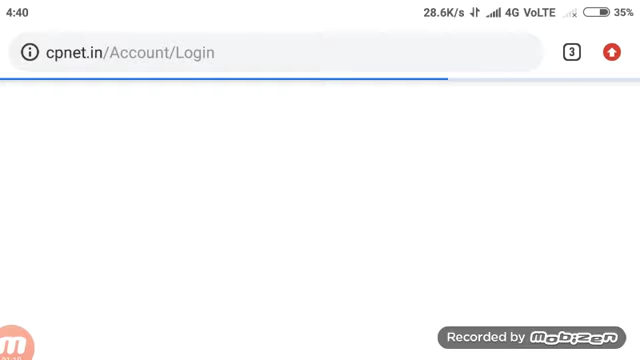 4:40 28.6K/s 4G VoLTE 35%
cpnet.in/Account/Login 3
Recorded by mobizen